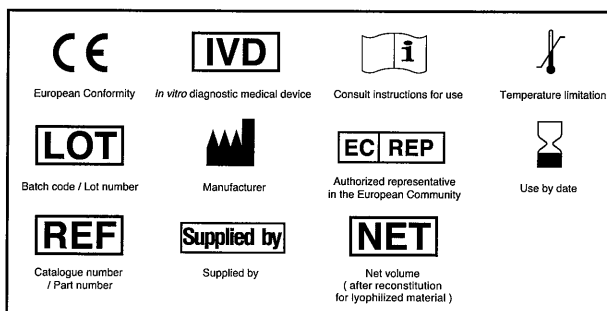 CE
IVD
i
European Conformity
In vitro diagnostic medical device
Consult instructions for use
Temperature limitation
LOT
EC REP
Batch code / Lot number
Manufacturer
Authorized representative
in the European Community
Use by date
REF
Supplied by
NET
Catalogue number
/ Part number
Supplied by
Net volume
( after reconstitution
for lyophilized material )